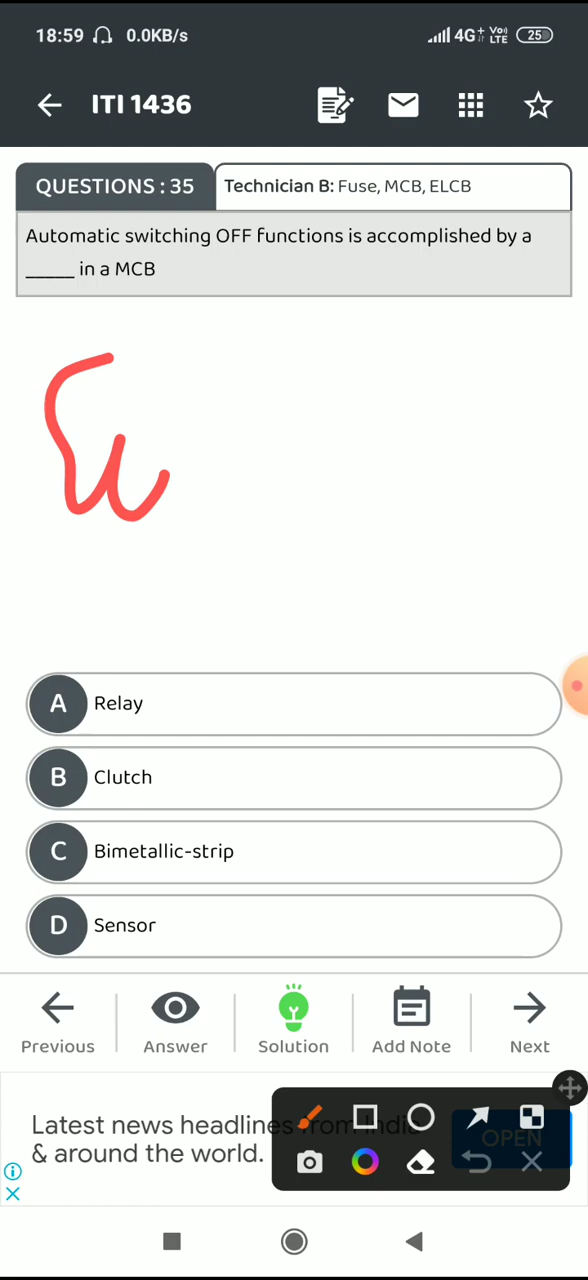 18:59 0.0KB/s 4G+ Vo) LTE 25
ITI 1436
QUESTIONS : 35 Technician B: Fuse, MCB, ELCB
Automatic switching OFF functions is accomplished by a
_____ in a MCB
A Relay
B Clutch
C Bimetallic-strip
D Sensor
Previous Answer Solution Add Note Next
Latest news headlines from India
& around the world.
OPEN